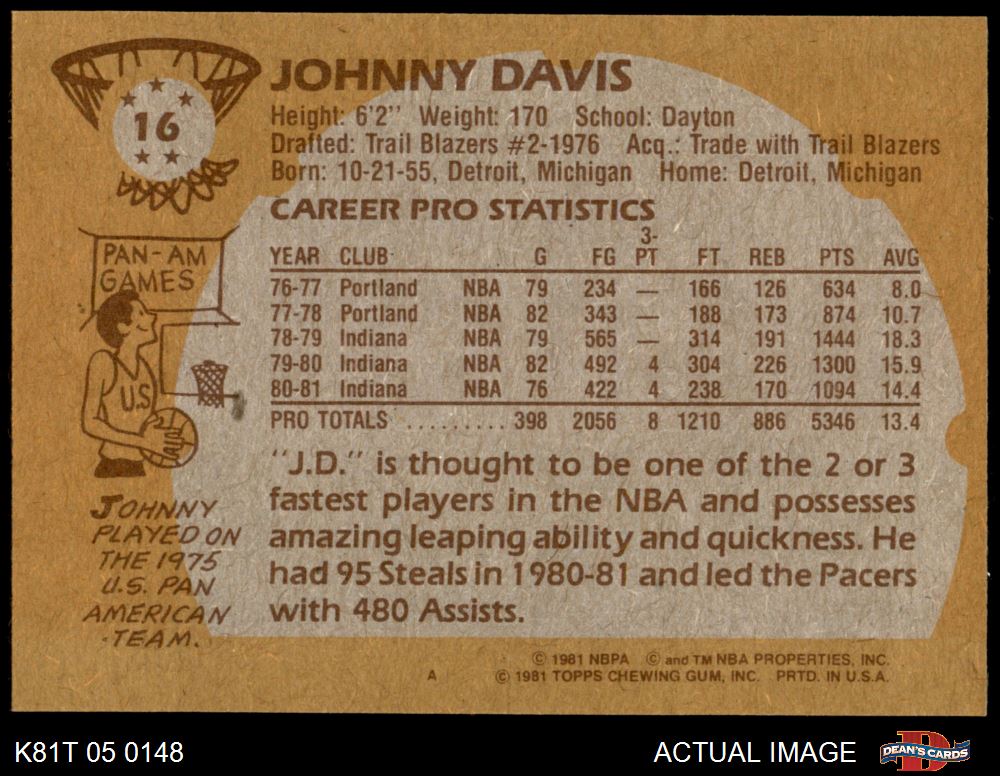 16
JOHNNY DAVIS
Height: 6'2" Weight: 170 School: Dayton
Drafted: Trail Blazers #2-1976 Acq.: Trade with Trail Blazers
Born: 10-21-55, Detroit, Michigan Home: Detroit, Michigan
CAREER PRO STATISTICS
YEAR CLUB G FG 3-PT FT REB PTS AVG
76-77 Portland NBA 79 234 — 166 126 634 8.0
77-78 Portland NBA 82 343 — 188 173 874 10.7
78-79 Indiana NBA 79 565 — 314 191 1444 18.3
79-80 Indiana NBA 82 492 4 304 226 1300 15.9
80-81 Indiana NBA 76 422 4 238 170 1094 14.4
PRO TOTALS ......... 398 2056 8 1210 886 5346 13.4
"J.D." is thought to be one of the 2 or 3
fastest players in the NBA and possesses
amazing leaping ability and quickness. He
had 95 Steals in 1980-81 and led the Pacers
with 480 Assists.
PAN-AM
GAMES
U.S.
JOHNNY
PLAYED ON
THE 1975
U.S. PAN
AMERICAN
TEAM.
© 1981 NBPA © and TM NBA PROPERTIES, INC.
A © 1981 TOPPS CHEWING GUM, INC. PRTD. IN U.S.A.
K81T 05 0148
ACTUAL IMAGE
D
DEAN'S CARDS